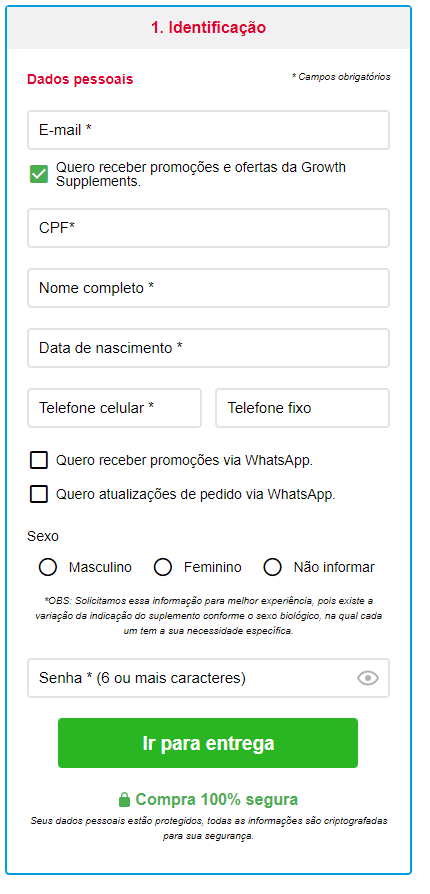 1. Identificação
Dados pessoais
* Campos obrigatórios
E-mail *
Quero receber promoções e ofertas da Growth
Supplements.
CPF*
Nome completo *
Data de nascimento *
Telefone celular *
Telefone fixo
Quero receber promoções via WhatsApp.
Quero atualizações de pedido via WhatsApp.
Sexo
Masculino
Feminino
Não informar
*OBS: Solicitamos essa informação para melhor experiência, pois existe a
variação da indicação do suplemento conforme o sexo biológico, na qual cada
um tem a sua necessidade específica.
Senha * (6 ou mais caracteres)
Ir para entrega
Compra 100% segura
Seus dados pessoais estão protegidos, todas as informações são criptografadas
para sua segurança.